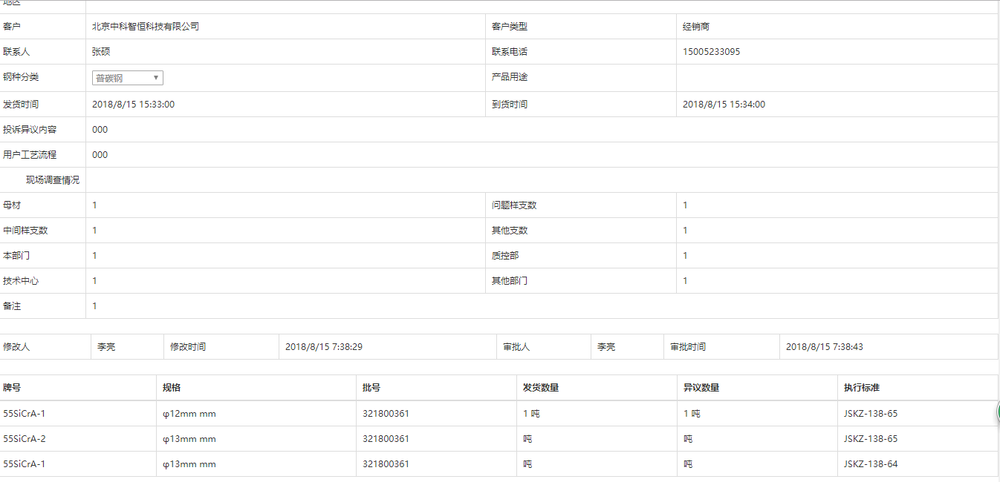 地区
客户 北京中科智恒科技有限公司 客户类型 经销商
联系人 张硕 联系电话 15005233095
钢种分类 普碳钢 产品用途
发货时间 2018/8/15 15:33:00 到货时间 2018/8/15 15:34:00
投诉异议内容 000
用户工艺流程 000
现场调查情况
母材 1 问题样支数 1
中间样支数 1 其他支数 1
本部门 1 质控部 1
技术中心 1 其他部门 1
备注 1
修改人 李亮 修改时间 2018/8/15 7:38:29 审批人 李亮 审批时间 2018/8/15 7:38:43
牌号 规格 批号 发货数量 异议数量 执行标准
55SiCrA-1 φ12mm mm 321800361 1 吨 1 吨 JSKZ-138-65
55SiCrA-2 φ13mm mm 321800361 吨 吨 JSKZ-138-65
55SiCrA-1 φ13mm mm 321800361 吨 吨 JSKZ-138-64